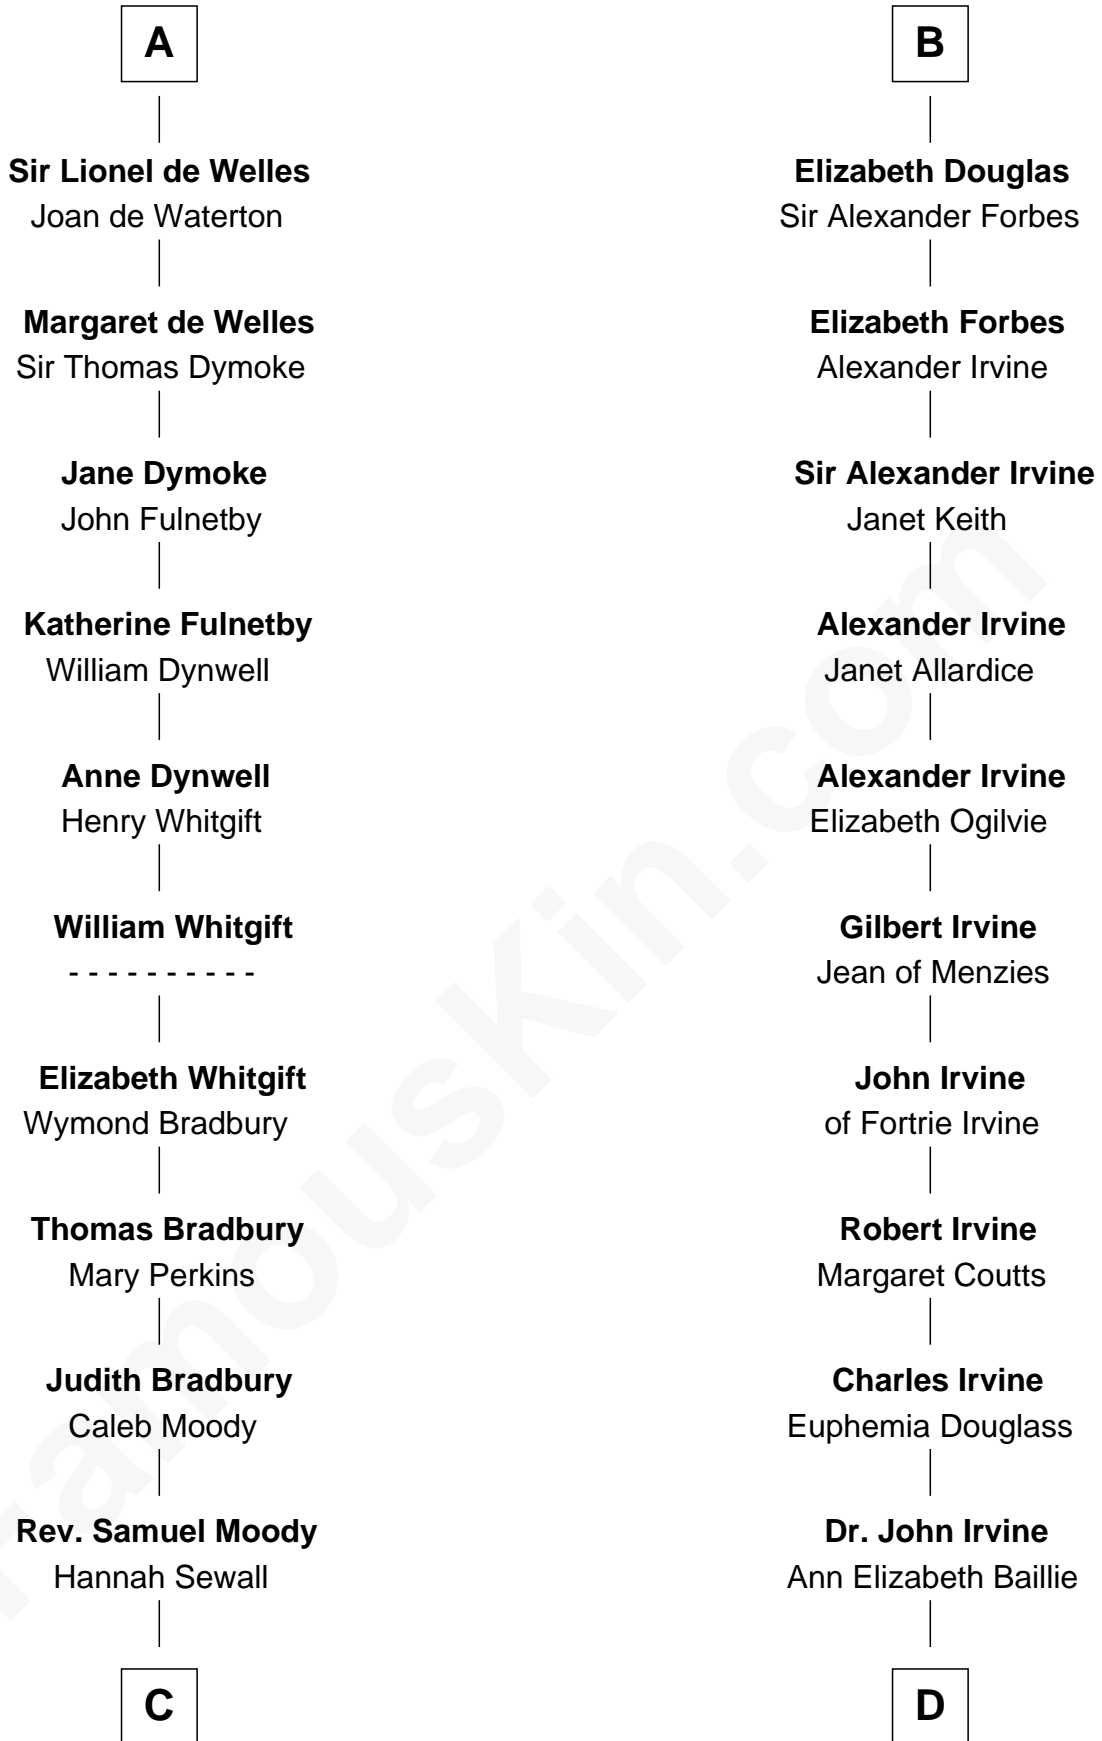 A
Sir Lionel de Welles
Joan de Waterton
Margaret de Welles
Sir Thomas Dymoke
Jane Dymoke
John Fulnetby
Katherine Fulnetby
William Dynwell
Anne Dynwell
Henry Whitgift
William Whitgift
- - - - - - - - - -
Elizabeth Whitgift
Wymond Bradbury
Thomas Bradbury
Mary Perkins
Judith Bradbury
Caleb Moody
Rev. Samuel Moody
Hannah Sewall
C
B
Elizabeth Douglas
Sir Alexander Forbes
Elizabeth Forbes
Alexander Irvine
Sir Alexander Irvine
Janet Keith
Alexander Irvine
Janet Allardice
Alexander Irvine
Elizabeth Ogilvie
Gilbert Irvine
Jean of Menzies
John Irvine
of Fortrie Irvine
Robert Irvine
Margaret Coutts
Charles Irvine
Euphemia Douglass
Dr. John Irvine
Ann Elizabeth Baillie
D
FamousKin.com